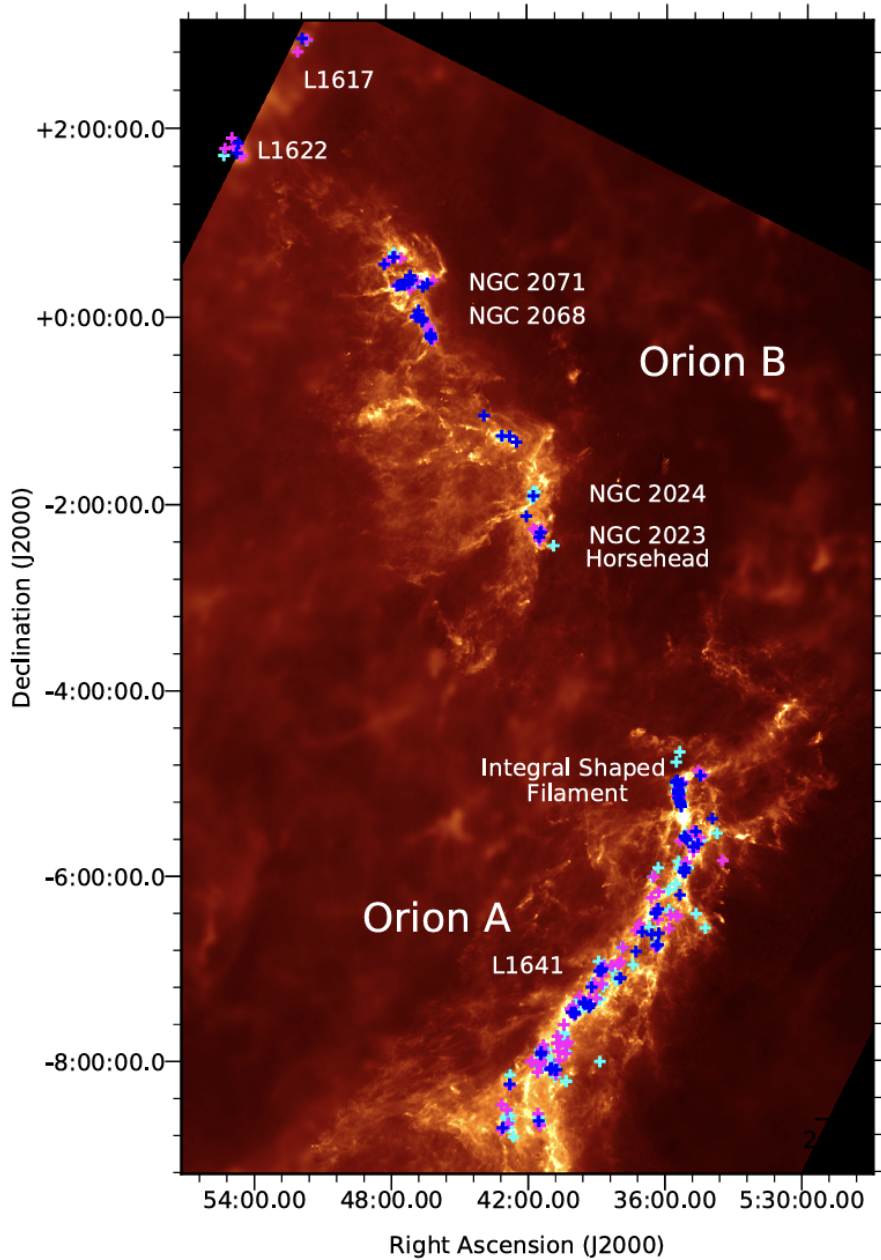 L1617
+2:00:00.0
L1622
NGC 2071
+0:00:00.0
NGC 2068
Orion B
Declination (J2000)
-2:00:00.0
NGC 2024
NGC 2023
Horsehead
-4:00:00.0
Integral Shaped
Filament
-6:00:00.0
Orion A
L1641
-8:00:00.0
2
54:00.00
48:00.00
42:00.00
36:00.00
5:30:00.00
Right Ascension (J2000)